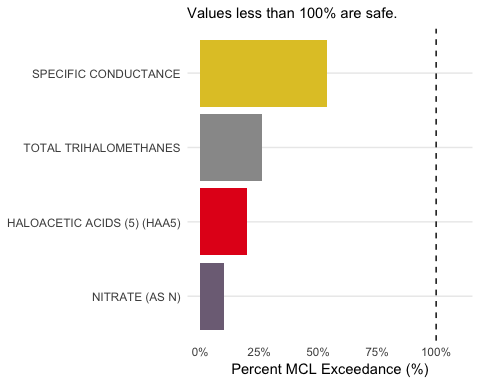 Values less than 100% are safe.
SPECIFIC CONDUCTANCE
TOTAL TRIHALOMETHANES
HALOACETIC ACIDS (5) (HAA5)
NITRATE (AS N)
0% 25% 50% 75% 100%
Percent MCL Exceedance (%)